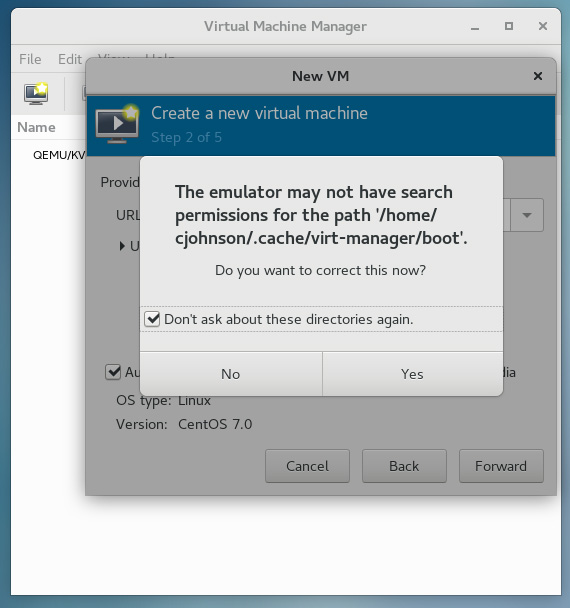 Virtual Machine Manager
File Edit View Help
New VM
Create a new virtual machine
Step 2 of 5
Name
QEMU/KV
Provid
URL
U
The emulator may not have search
permissions for the path '/home/
cjohnson/.cache/virt-manager/boot'.
Do you want to correct this now?
Don't ask about these directories again.
No Yes
Au dia
OS type: Linux
Version: CentOS 7.0
Cancel Back Forward